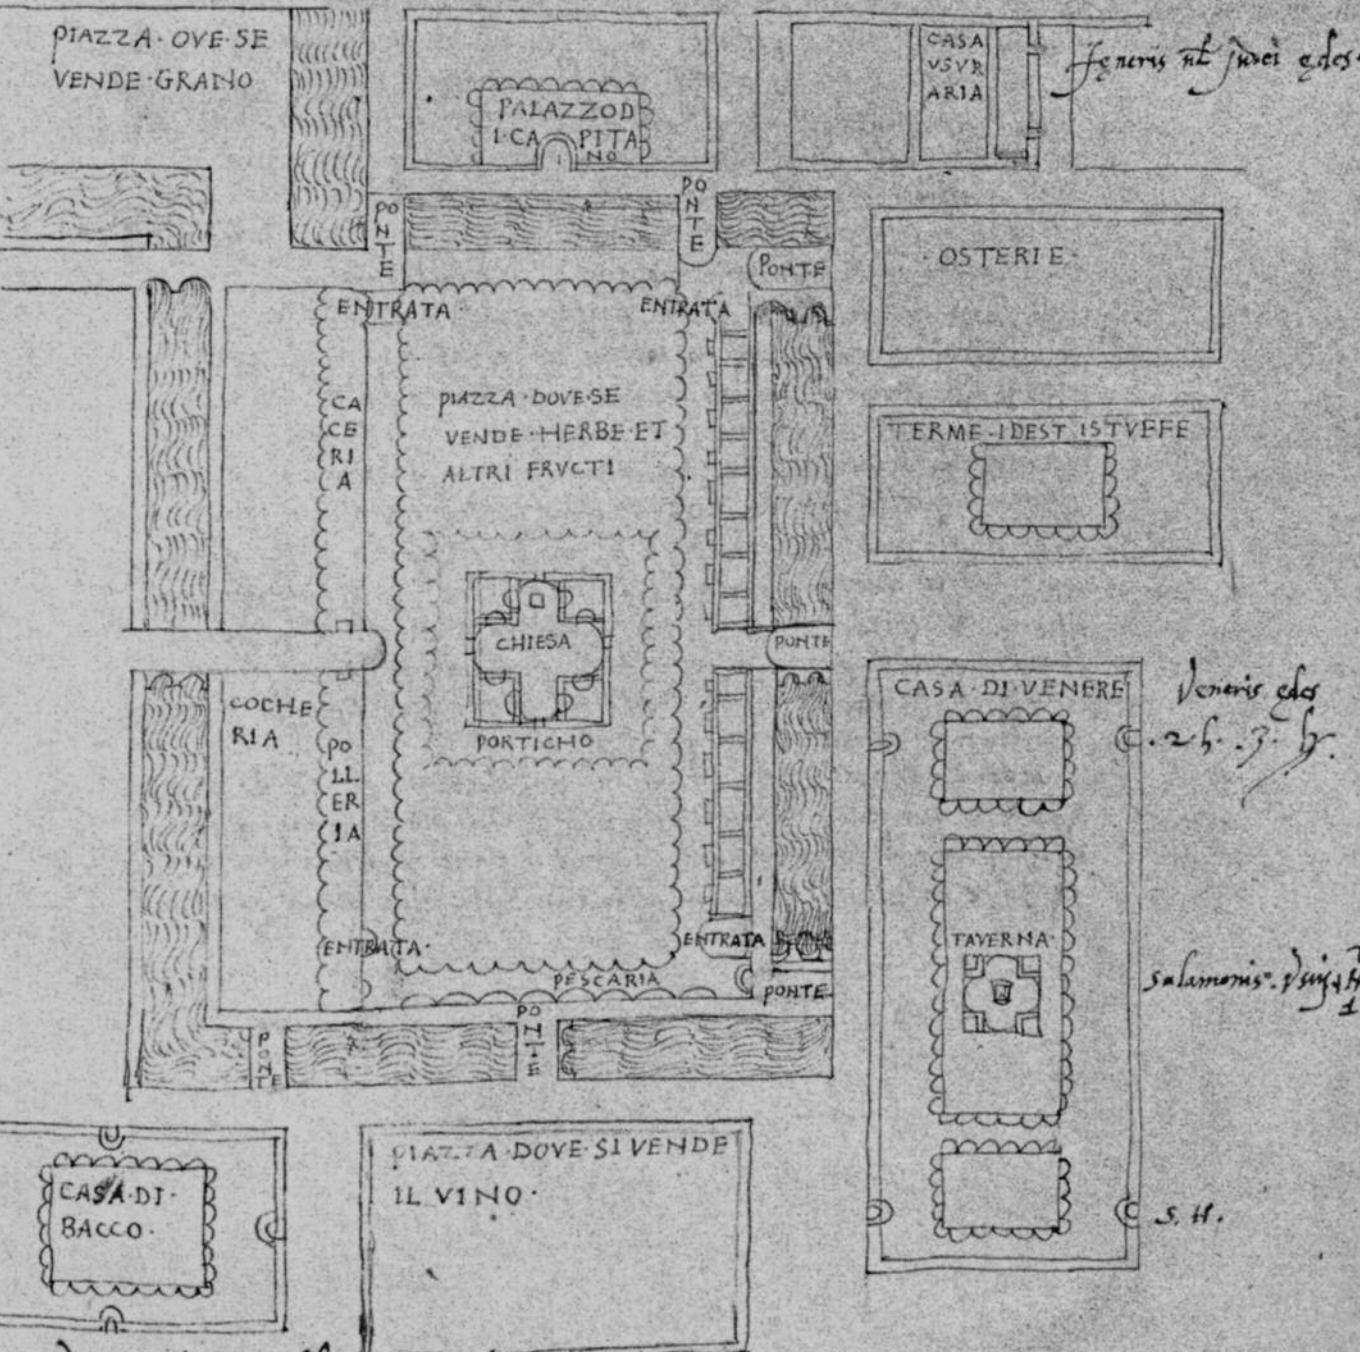 PIAZZA · OVE · SE
VENDE · GRANO
PALAZZO D
I · CA PITA
NO
CASA
VSVR
ARIA
PONTE
PONTE
PONTE
· OSTERIE ·
ENTRATA ·
ENTRATA
CA
CE
RI
A
PIAZZA · DOVE · SE
VENDE · HERBE · ET
ALTRI FRVCTI
TERME · IDEST ISTVFFE
CHIESA
PORTICHO
PONTE
COCHE
RIA
PO
LL
ER
IA
CASA · DI · VENERE
Veneris ędes
TAVERNA ·
ENTRATA ·
ENTRATA
PESCARIA
PONTE
PONTE
PONTE
salamonis
S. H.
CASA · DI ·
BACCO ·
PIAZZA · DOVE · SI VENDE
IL VINO ·